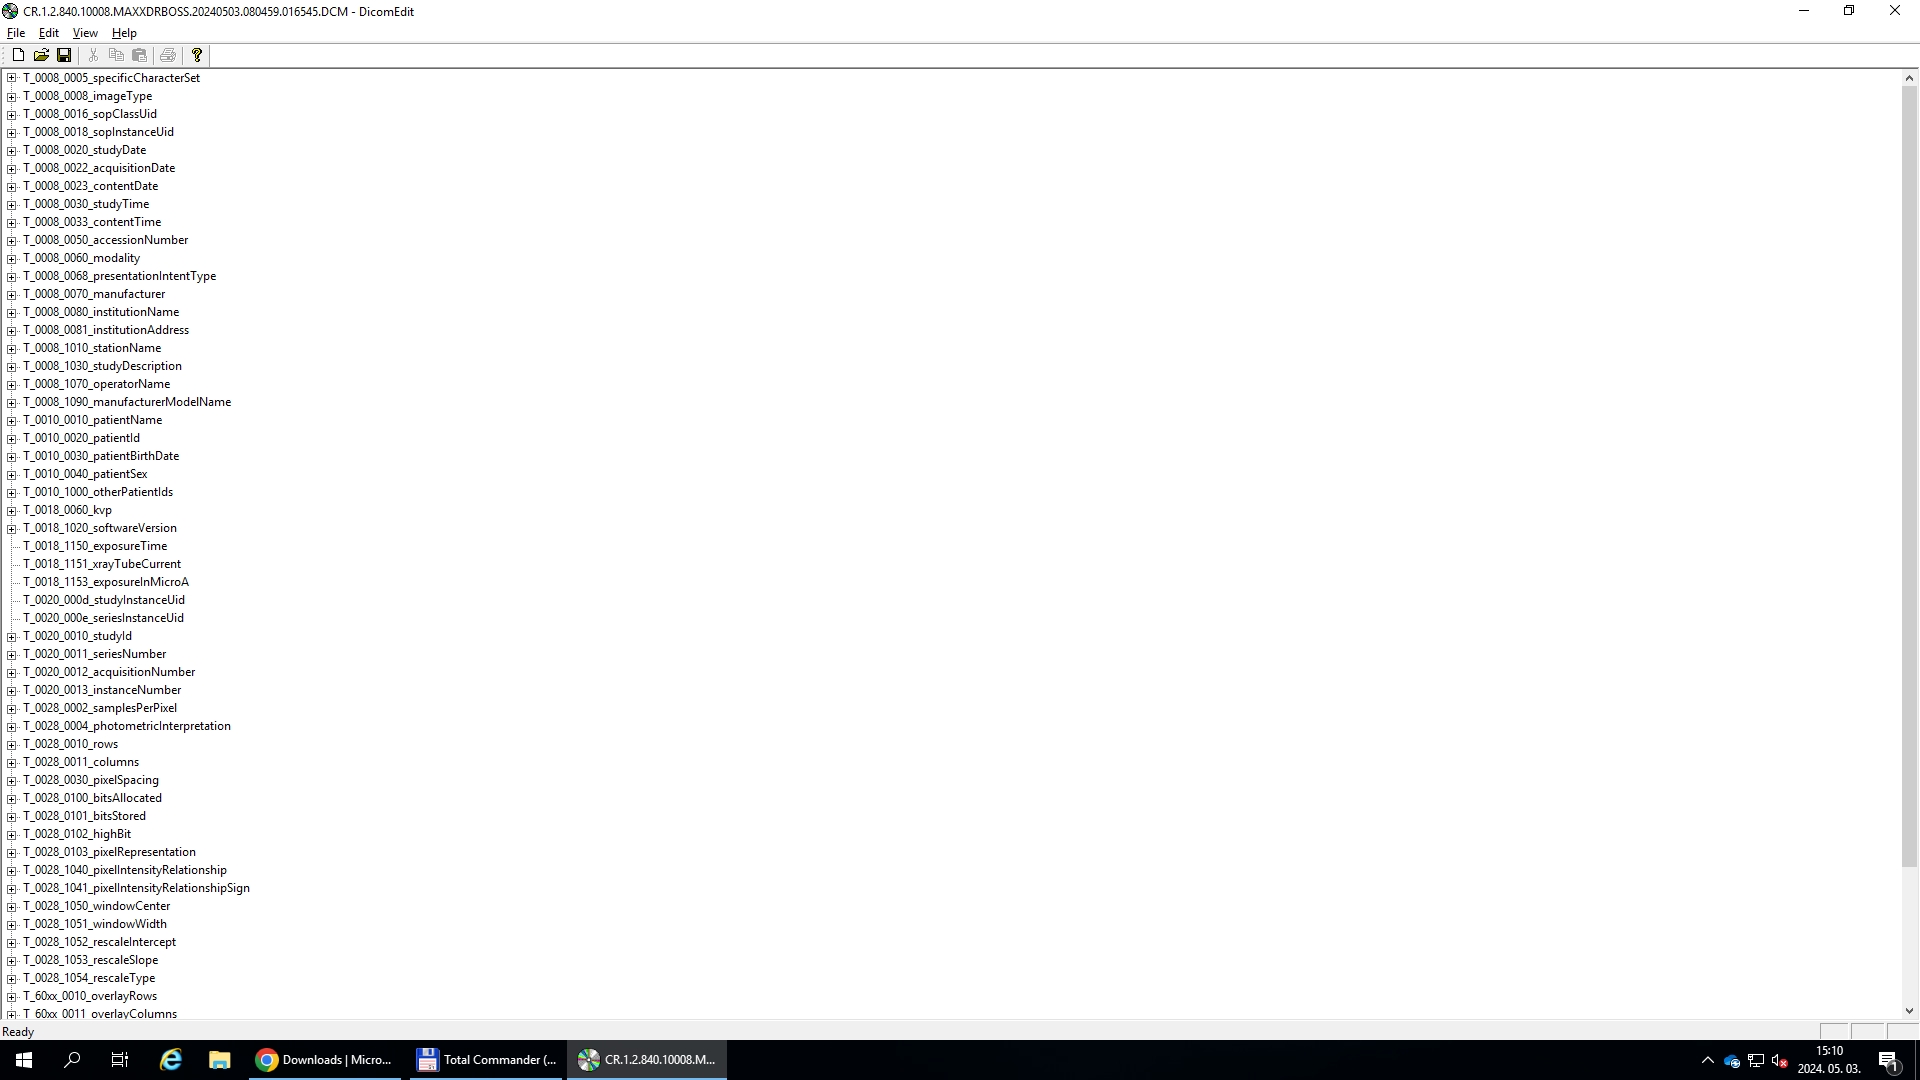 CR.1.2.840.10008.MAXXDRBOSS.20240503.080459.016545.DCM - DicomEdit
File Edit View Help
T_0008_0005_specificCharacterSet
T_0008_0008_imageType
T_0008_0016_sopClassUid
T_0008_0018_sopInstanceUid
T_0008_0020_studyDate
T_0008_0022_acquisitionDate
T_0008_0023_contentDate
T_0008_0030_studyTime
T_0008_0033_contentTime
T_0008_0050_accessionNumber
T_0008_0060_modality
T_0008_0068_presentationIntentType
T_0008_0070_manufacturer
T_0008_0080_institutionName
T_0008_0081_institutionAddress
T_0008_1010_stationName
T_0008_1030_studyDescription
T_0008_1070_operatorName
T_0008_1090_manufacturerModelName
T_0010_0010_patientName
T_0010_0020_patientId
T_0010_0030_patientBirthDate
T_0010_0040_patientSex
T_0010_1000_otherPatientIds
T_0018_0060_kvp
T_0018_1020_softwareVersion
T_0018_1150_exposureTime
T_0018_1151_xrayTubeCurrent
T_0018_1153_exposureInMicroA
T_0020_000d_studyInstanceUid
T_0020_000e_seriesInstanceUid
T_0020_0010_studyId
T_0020_0011_seriesNumber
T_0020_0012_acquisitionNumber
T_0020_0013_instanceNumber
T_0028_0002_samplesPerPixel
T_0028_0004_photometricInterpretation
T_0028_0010_rows
T_0028_0011_columns
T_0028_0030_pixelSpacing
T_0028_0100_bitsAllocated
T_0028_0101_bitsStored
T_0028_0102_highBit
T_0028_0103_pixelRepresentation
T_0028_1040_pixelIntensityRelationship
T_0028_1041_pixelIntensityRelationshipSign
T_0028_1050_windowCenter
T_0028_1051_windowWidth
T_0028_1052_rescaleIntercept
T_0028_1053_rescaleSlope
T_0028_1054_rescaleType
T_60xx_0010_overlayRows
T_60xx_0011_overlayColumns
Ready
Downloads | Micro... Total Commander (... CR.1.2.840.10008.M... 15:10
2024. 05. 03. 1